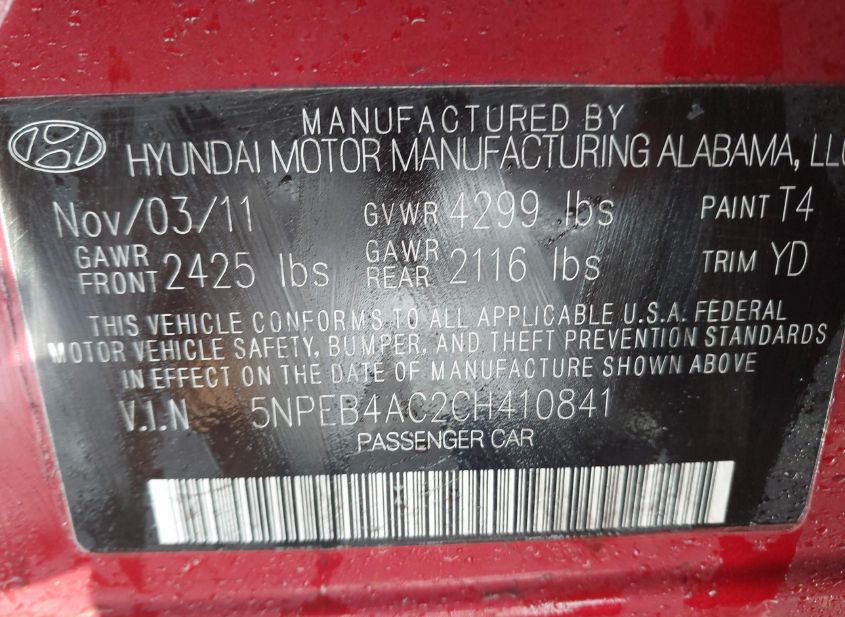 MANUFACTURED BY
HYUNDAI MOTOR MANUFACTURING ALABAMA, LLC
Nov/03/11 GVWR 4299 lbs PAINT T4
GAWR FRONT 2425 lbs GAWR REAR 2116 lbs TRIM YD
THIS VEHICLE CONFORMS TO ALL APPLICABLE U.S.A. FEDERAL
MOTOR VEHICLE SAFETY, BUMPER, AND THEFT PREVENTION STANDARDS
IN EFFECT ON THE DATE OF MANUFACTURE SHOWN ABOVE
V.I.N 5NPEB4AC2CH410841
PASSENGER CAR